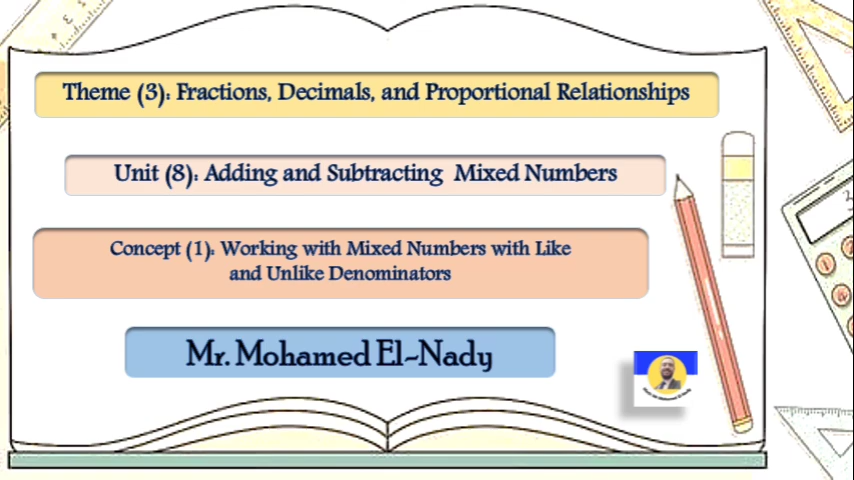 Theme (3): Fractions, Decimals, and Proportional Relationships
Unit (8): Adding and Subtracting Mixed Numbers
Concept (1): Working with Mixed Numbers with Like
and Unlike Denominators
Mr. Mohamed El-Nady